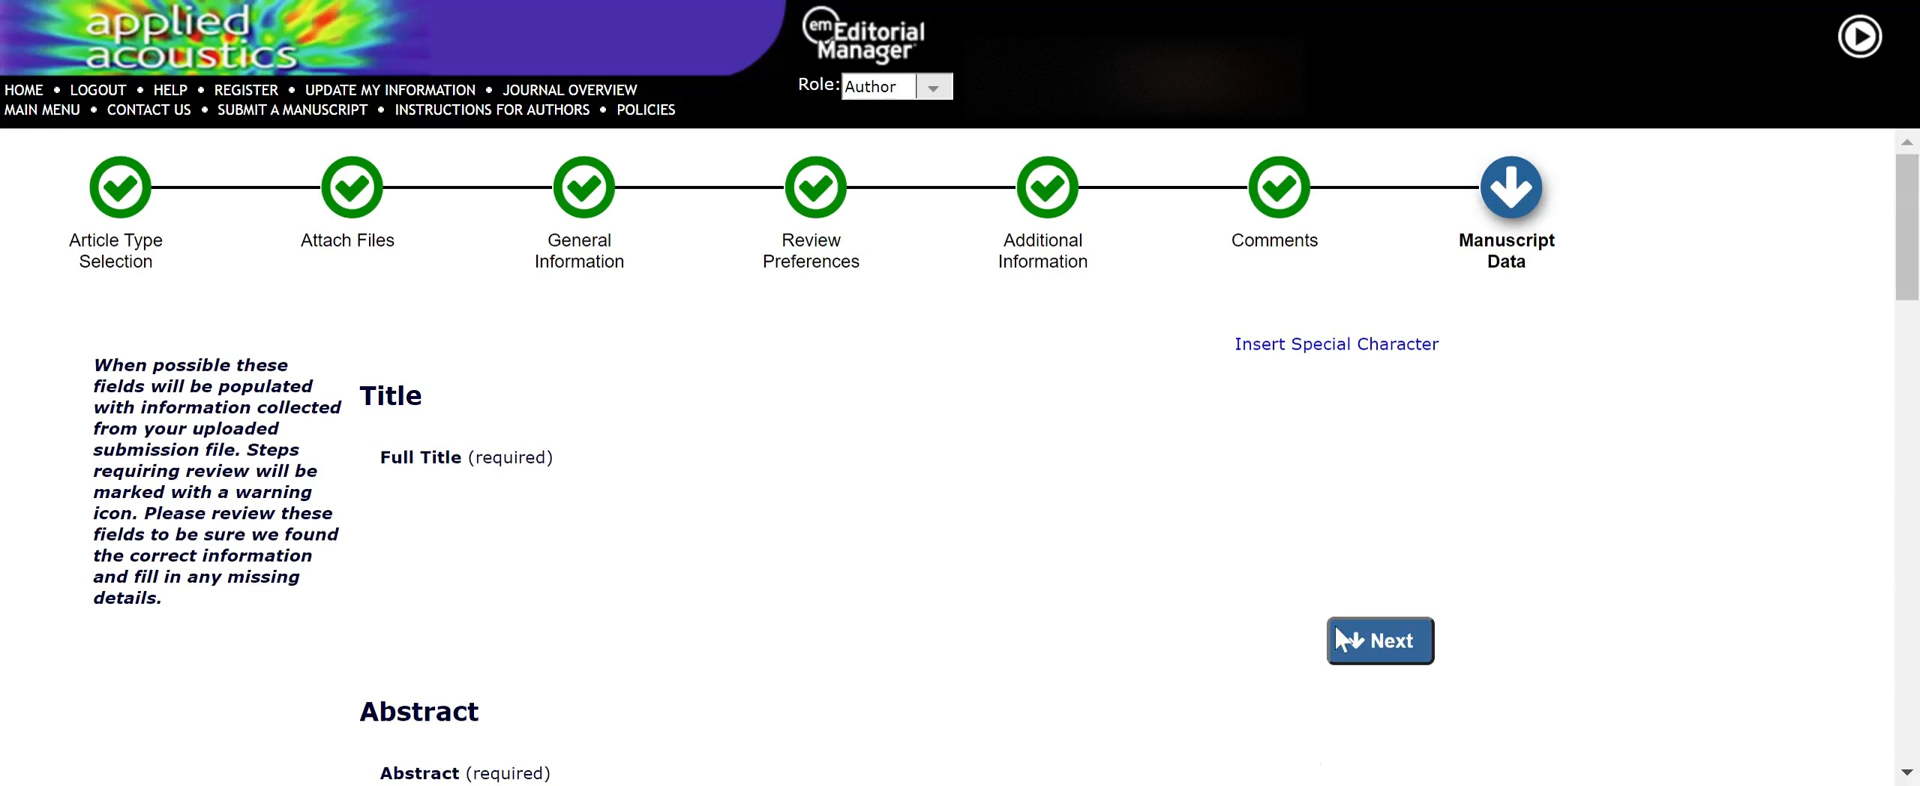 applied
acoustics
em Editorial
Manager
Role: Author
HOME • LOGOUT • HELP • REGISTER • UPDATE MY INFORMATION • JOURNAL OVERVIEW
MAIN MENU • CONTACT US • SUBMIT A MANUSCRIPT • INSTRUCTIONS FOR AUTHORS • POLICIES
Article Type
Selection
Attach Files
General
Information
Review
Preferences
Additional
Information
Comments
Manuscript
Data
Insert Special Character
When possible these
fields will be populated
with information collected
from your uploaded
submission file. Steps
requiring review will be
marked with a warning
icon. Please review these
fields to be sure we found
the correct information
and fill in any missing
details.
Title
Full Title (required)
Next
Abstract
Abstract (required)